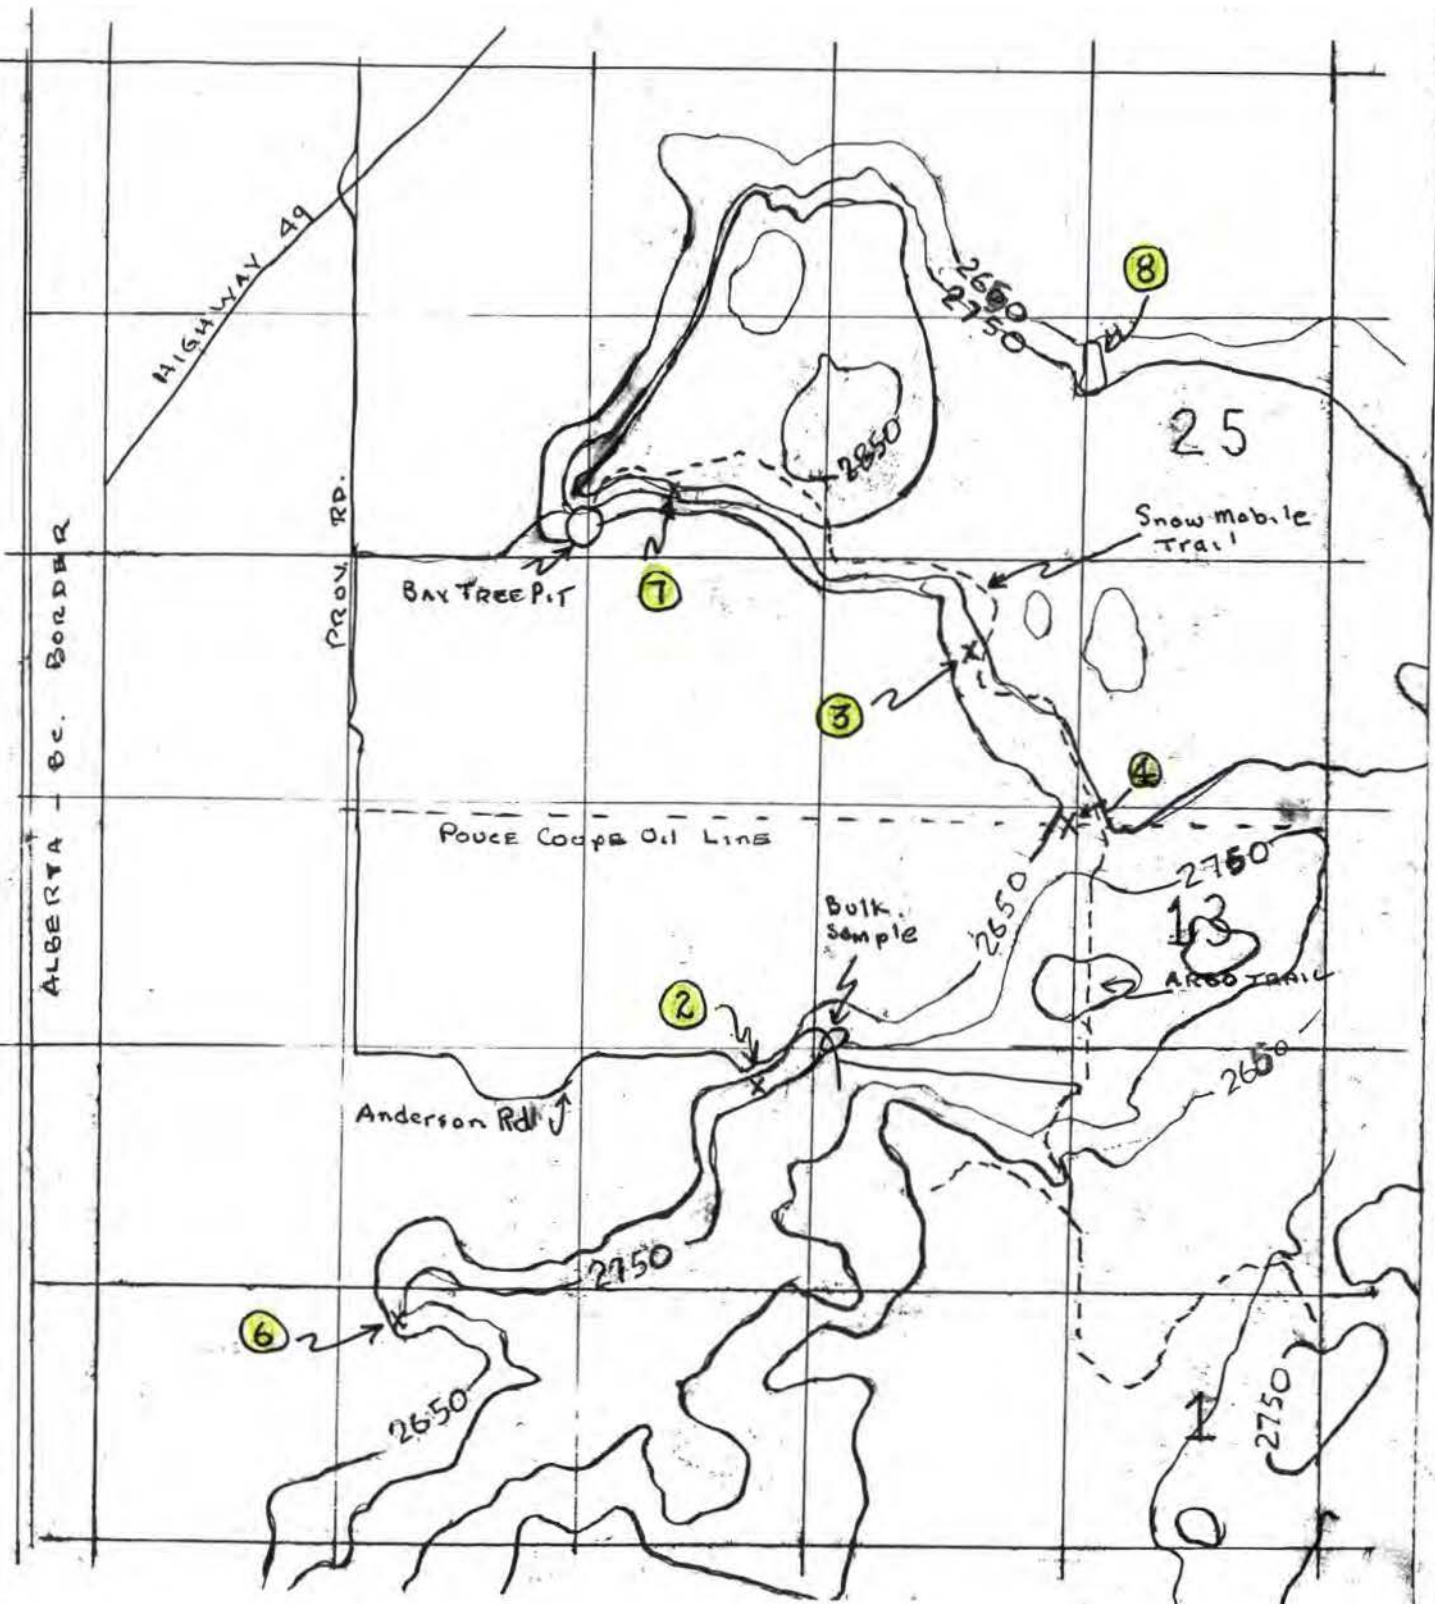 HIGHWAY 49
8
2650
2750
25
2850
PROV. RD.
Snow mobile
Trail
BAY TREE PIT
7
ALBERTA - BC. BORDER
3
4
POUCE COUPE OIL LINE
2750
Bulk
Sample
2650
13
ARGO TRAIL
2
2650
Anderson Rd
2750
6
2650
2750
1